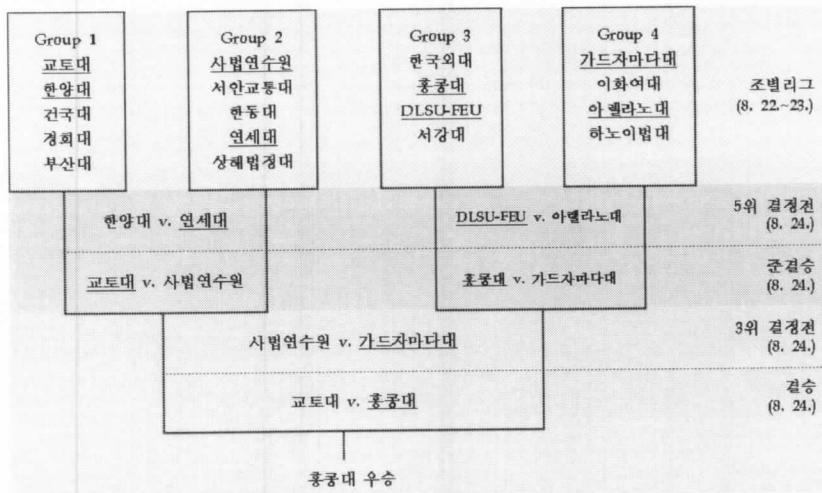 Group 1
교토대
한양대
건국대
경희대
부산대
Group 2
사법연수원
서안교통대
한동대
연세대
상해법정대
Group 3
한국외대
홍콩대
DLSU-FEU
서강대
Group 4
가드자마다대
이화여대
아렐라노대
하노이법대
조별리그
(8. 22.~23.)
한양대 v. 연세대
DLSU-FEU v. 아렐라노대
5위 결정전
(8. 24.)
교토대 v. 사법연수원
홍콩대 v. 가드자마다대
준결승
(8. 24.)
사법연수원 v. 가드자마다대
3위 결정전
(8. 24.)
교토대 v. 홍콩대
결승
(8. 24.)
홍콩대 우승